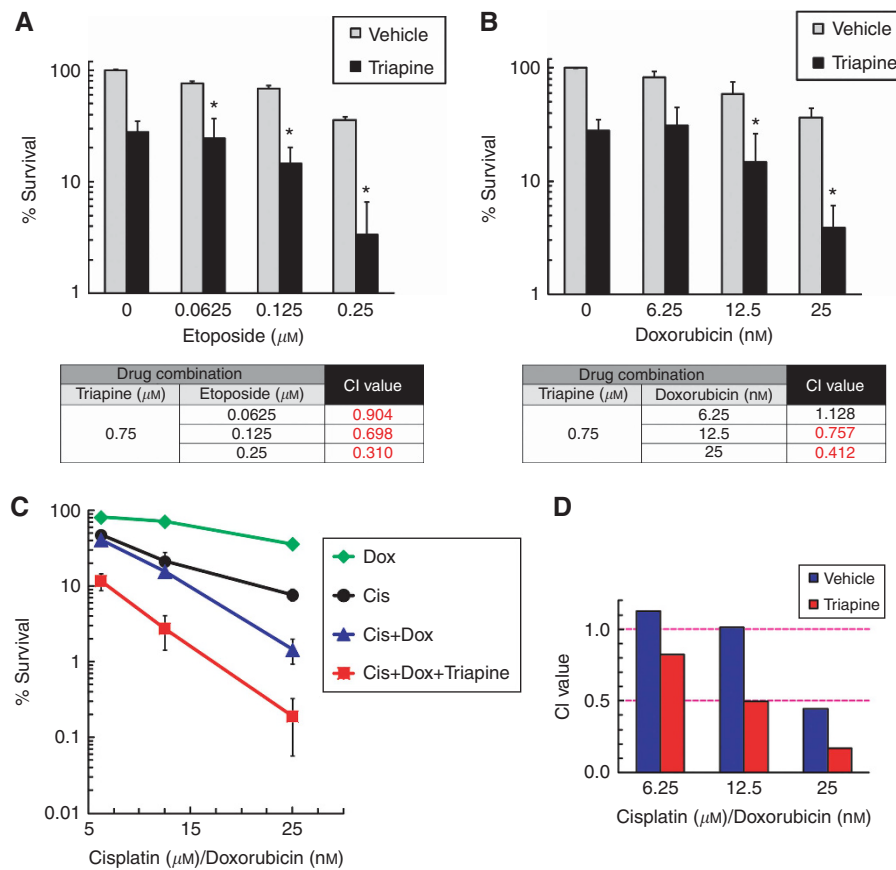 A
Vehicle
Triapine
% Survival
100
10
1
*
*
*
0 0.0625 0.125 0.25
Etoposide (μM)
Drug combination CI value
Triapine (μM) Etoposide (μM)
0.75
0.0625 0.904
0.125 0.698
0.25 0.310
B
Vehicle
Triapine
% Survival
100
10
1
*
*
0 6.25 12.5 25
Doxorubicin (nM)
Drug combination CI value
Triapine (μM) Doxorubicin (nM)
0.75
6.25 1.128
12.5 0.757
25 0.412
C
% Survival
100
10
1
0.1
0.01
5 15 25
Cisplatin (μM)/Doxorubicin (nM)
Dox
Cis
Cis+Dox
Cis+Dox+Triapine
D
Vehicle
Triapine
CI value
1.0
0.5
0.0
6.25 12.5 25
Cisplatin (μM)/Doxorubicin (nM)